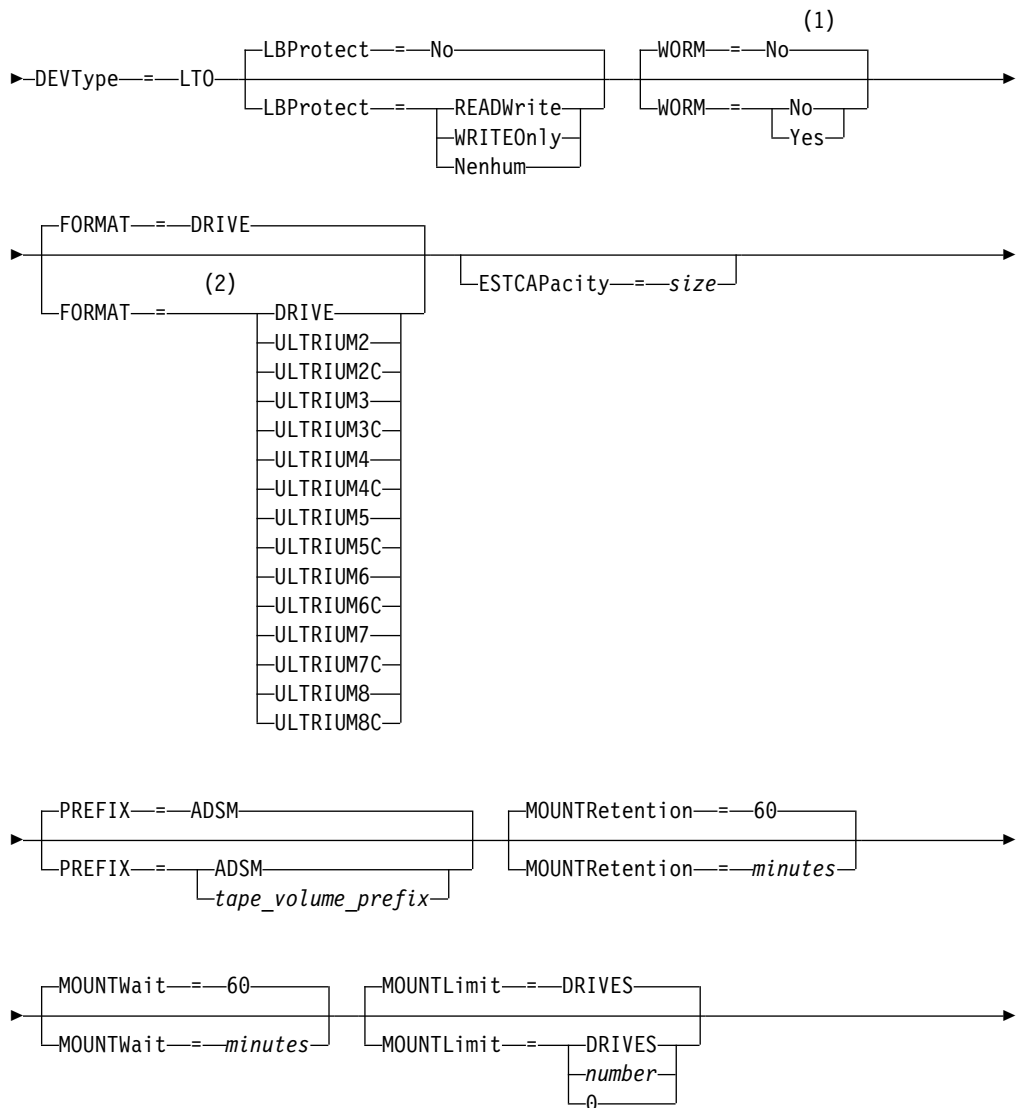 (1)
LBProtect = No WORM = No
DEVType = LTO
LBProtect = READWrite WORM = No
WRITEOnly Yes
Nenhum
FORMAT = DRIVE
(2) ESTCAPacity = size
FORMAT = DRIVE
ULTRIUM2
ULTRIUM2C
ULTRIUM3
ULTRIUM3C
ULTRIUM4
ULTRIUM4C
ULTRIUM5
ULTRIUM5C
ULTRIUM6
ULTRIUM6C
ULTRIUM7
ULTRIUM7C
ULTRIUM8
ULTRIUM8C
PREFIX = ADSM MOUNTRetention = 60
PREFIX = ADSM MOUNTRetention = minutes
tape_volume_prefix
MOUNTWait = 60 MOUNTLimit = DRIVES
MOUNTWait = minutes MOUNTLimit = DRIVES
number
0